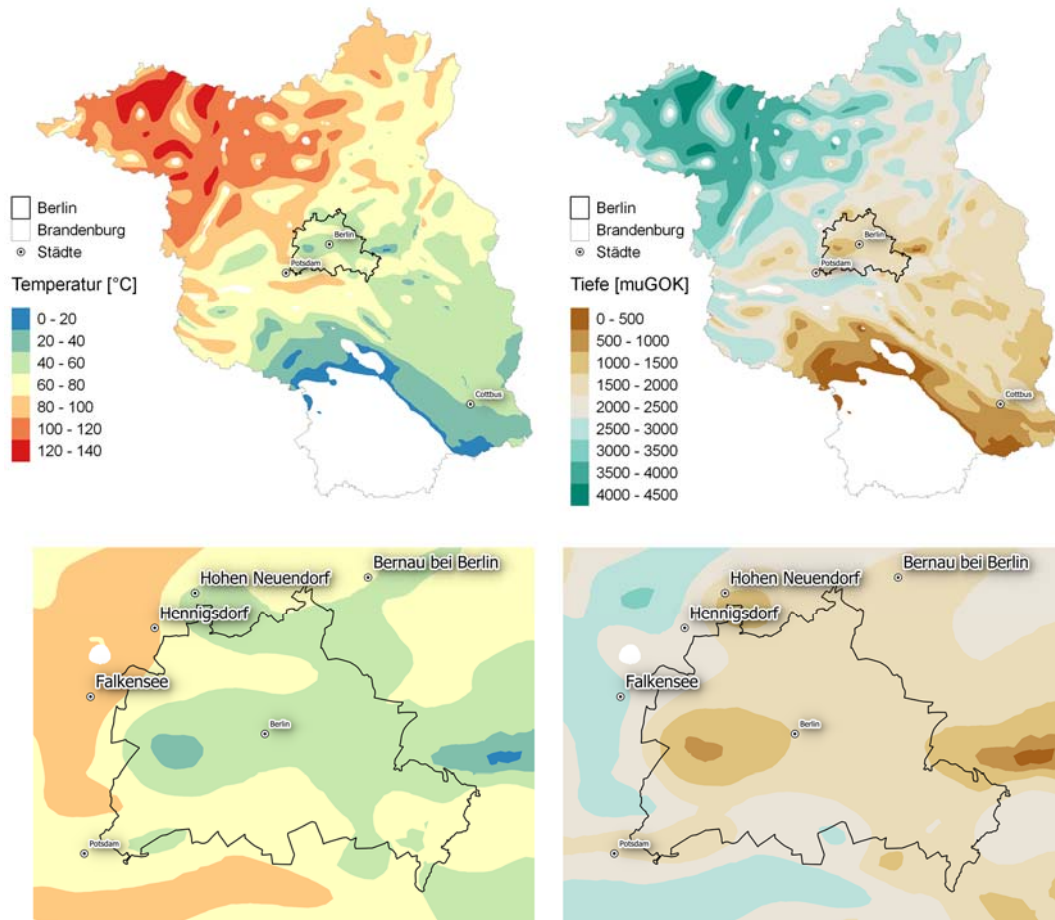 Berlin
Brandenburg
Städte
Temperatur [°C]
0 - 20
20 - 40
40 - 60
60 - 80
80 - 100
100 - 120
120 - 140
Berlin
Potsdam
Cottbus
Berlin
Brandenburg
Städte
Tiefe [muGOK]
0 - 500
500 - 1000
1000 - 1500
1500 - 2000
2000 - 2500
2500 - 3000
3000 - 3500
3500 - 4000
4000 - 4500
Berlin
Potsdam
Cottbus
Bernau bei Berlin
Hohen Neuendorf
Hennigsdorf
Falkensee
Berlin
Potsdam
Bernau bei Berlin
Hohen Neuendorf
Hennigsdorf
Falkensee
Berlin
Potsdam